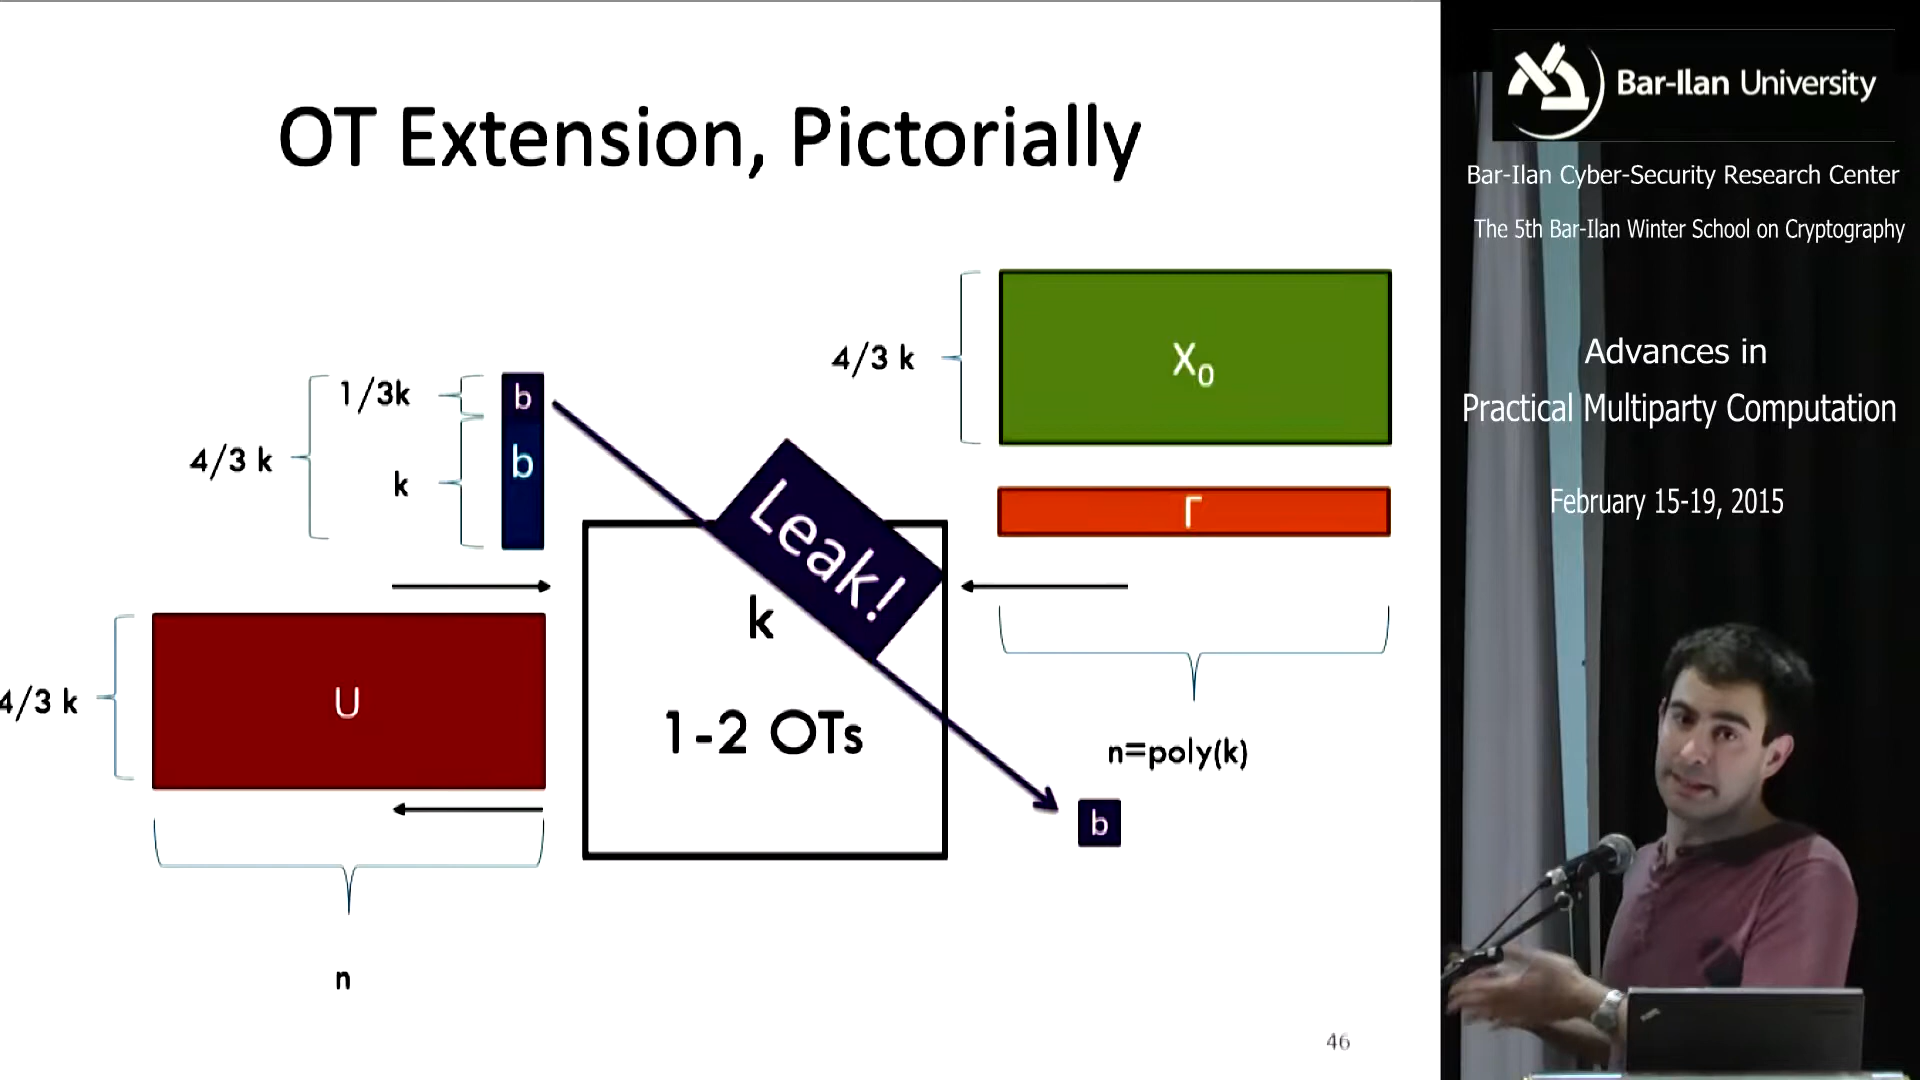 OT Extension, Pictorially
4/3 k
X₀
1/3k
b
4/3 k
b
k
Leak!
Γ
k
4/3 k
U
1-2 OTs
n=poly(k)
b
n
46
Bar-Ilan University
Bar-Ilan Cyber-Security Research Center
The 5th Bar-Ilan Winter School on Cryptography
Advances in
Practical Multiparty Computation
February 15-19, 2015